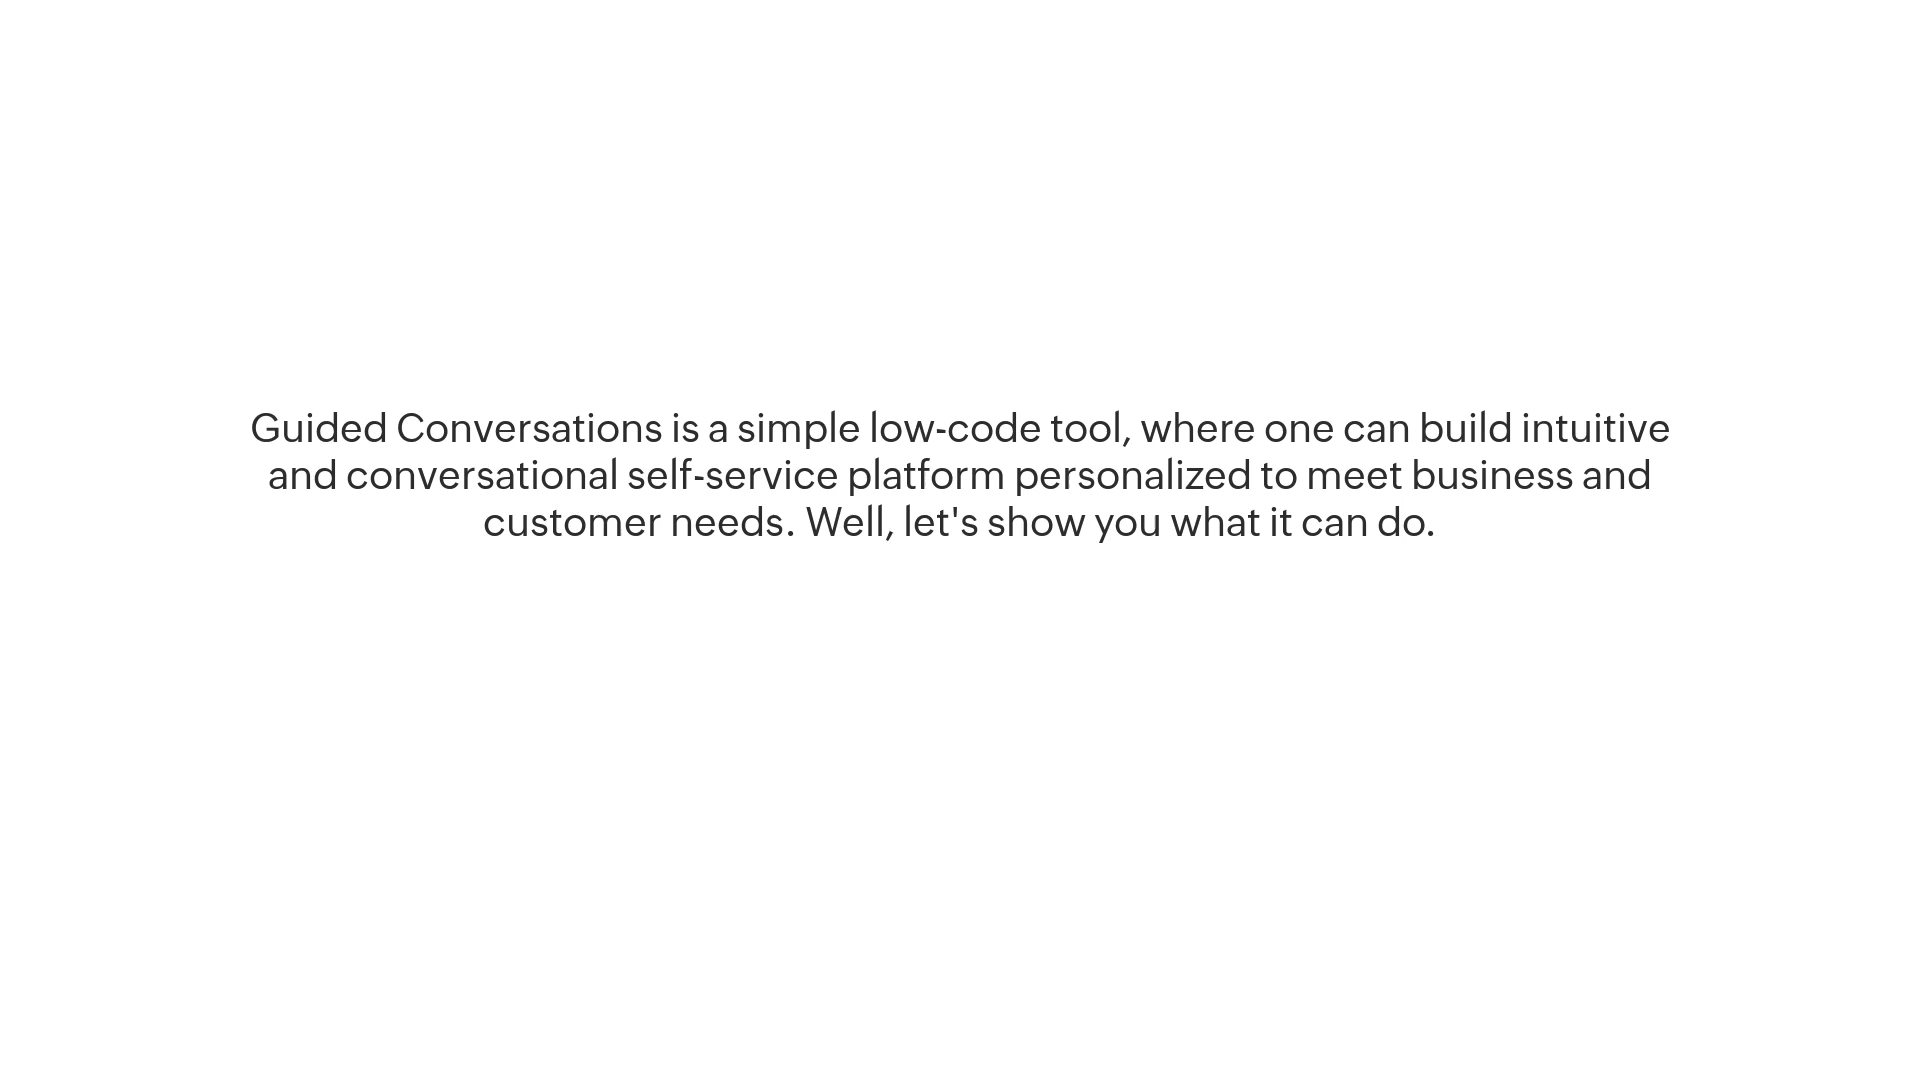 Guided Conversations is a simple low-code tool, where one can build intuitive
and conversational self-service platform personalized to meet business and
customer needs. Well, let's show you what it can do.